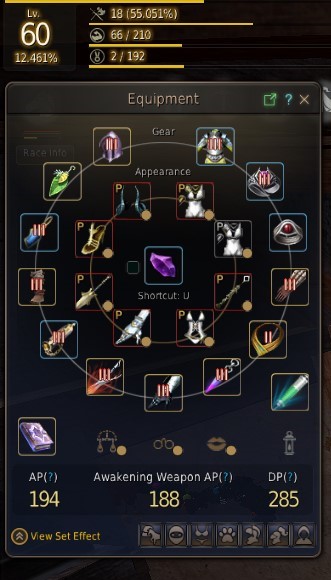 Lv.
60
12.461%
18 (55.051%)
66 / 210
2 / 192
Equipment
?
Gear
Race Info
Appearance
P P
P P
Shortcut: U
P P
P P
AP(?) Awakening Weapon AP(?) DP(?)
194 188 285
View Set Effect